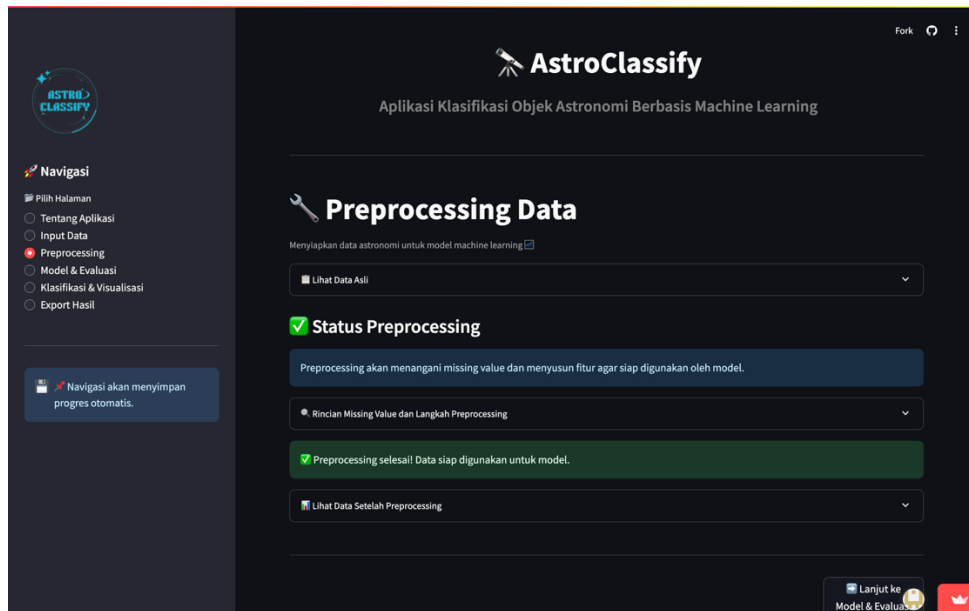 Fork
ASTRO
CLASSIFY
AstroClassify
Aplikasi Klasifikasi Objek Astronomi Berbasis Machine Learning
Navigasi
Pilih Halaman
Tentang Aplikasi
Input Data
Preprocessing
Model & Evaluasi
Klasifikasi & Visualisasi
Export Hasil
Navigasi akan menyimpan
progres otomatis.
Preprocessing Data
Menyiapkan data astronomi untuk model machine learning
Lihat Data Asli
Status Preprocessing
Preprocessing akan menangani missing value dan menyusun fitur agar siap digunakan oleh model.
Rincian Missing Value dan Langkah Preprocessing
Preprocessing selesai! Data siap digunakan untuk model.
Lihat Data Setelah Preprocessing
Lanjut ke
Model &